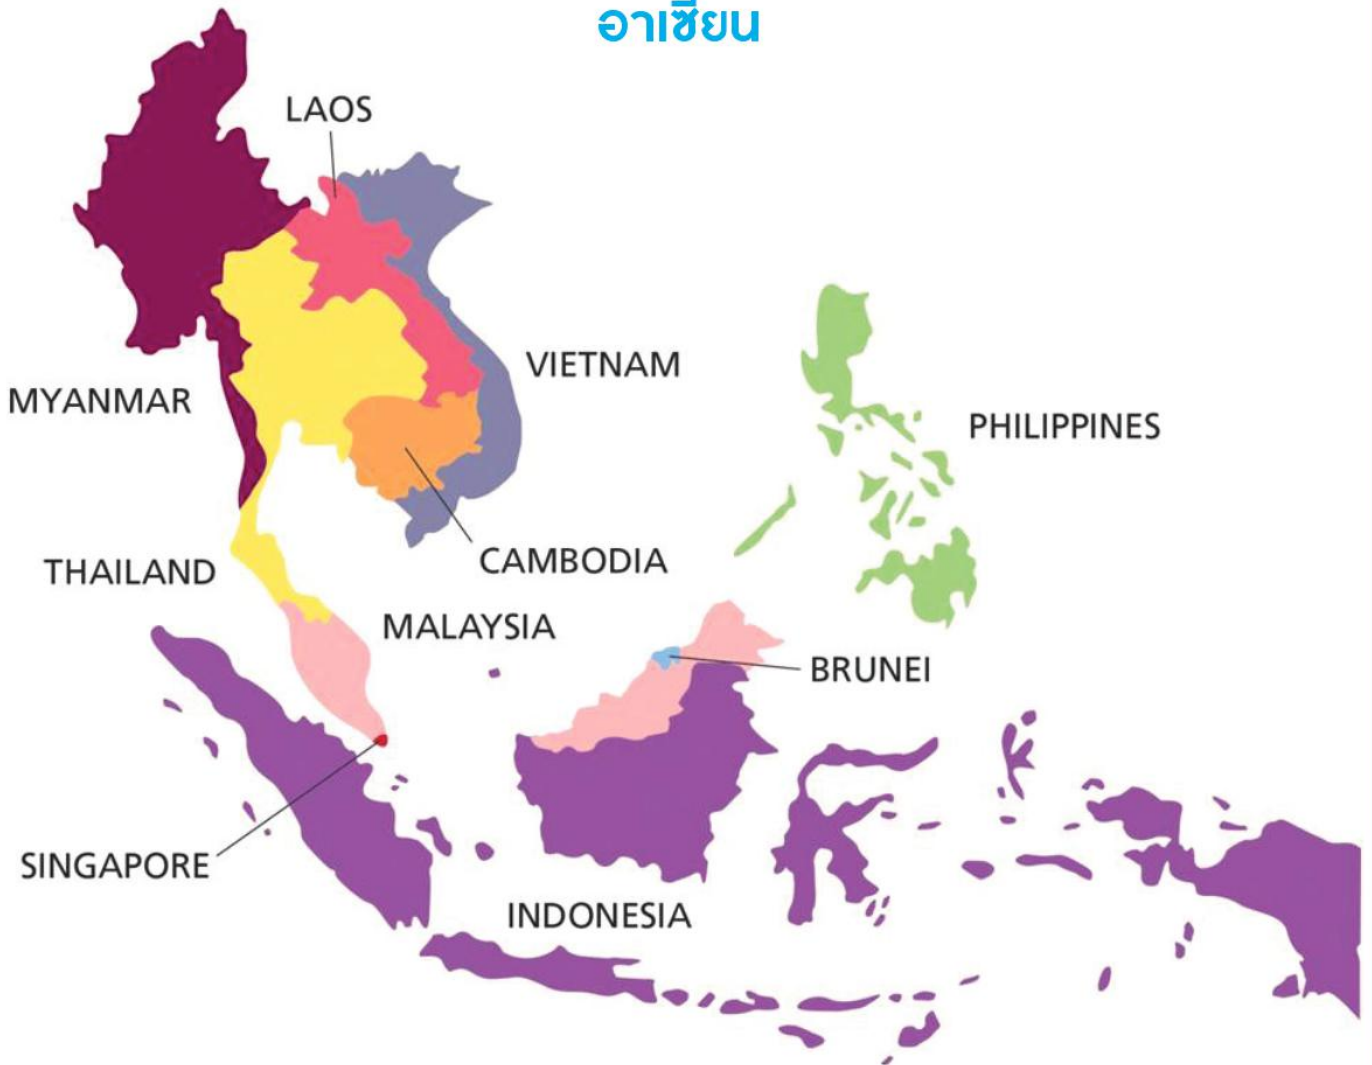 อาเซียน
LAOS
VIETNAM
MYANMAR
PHILIPPINES
CAMBODIA
THAILAND
MALAYSIA
BRUNEI
SINGAPORE
INDONESIA